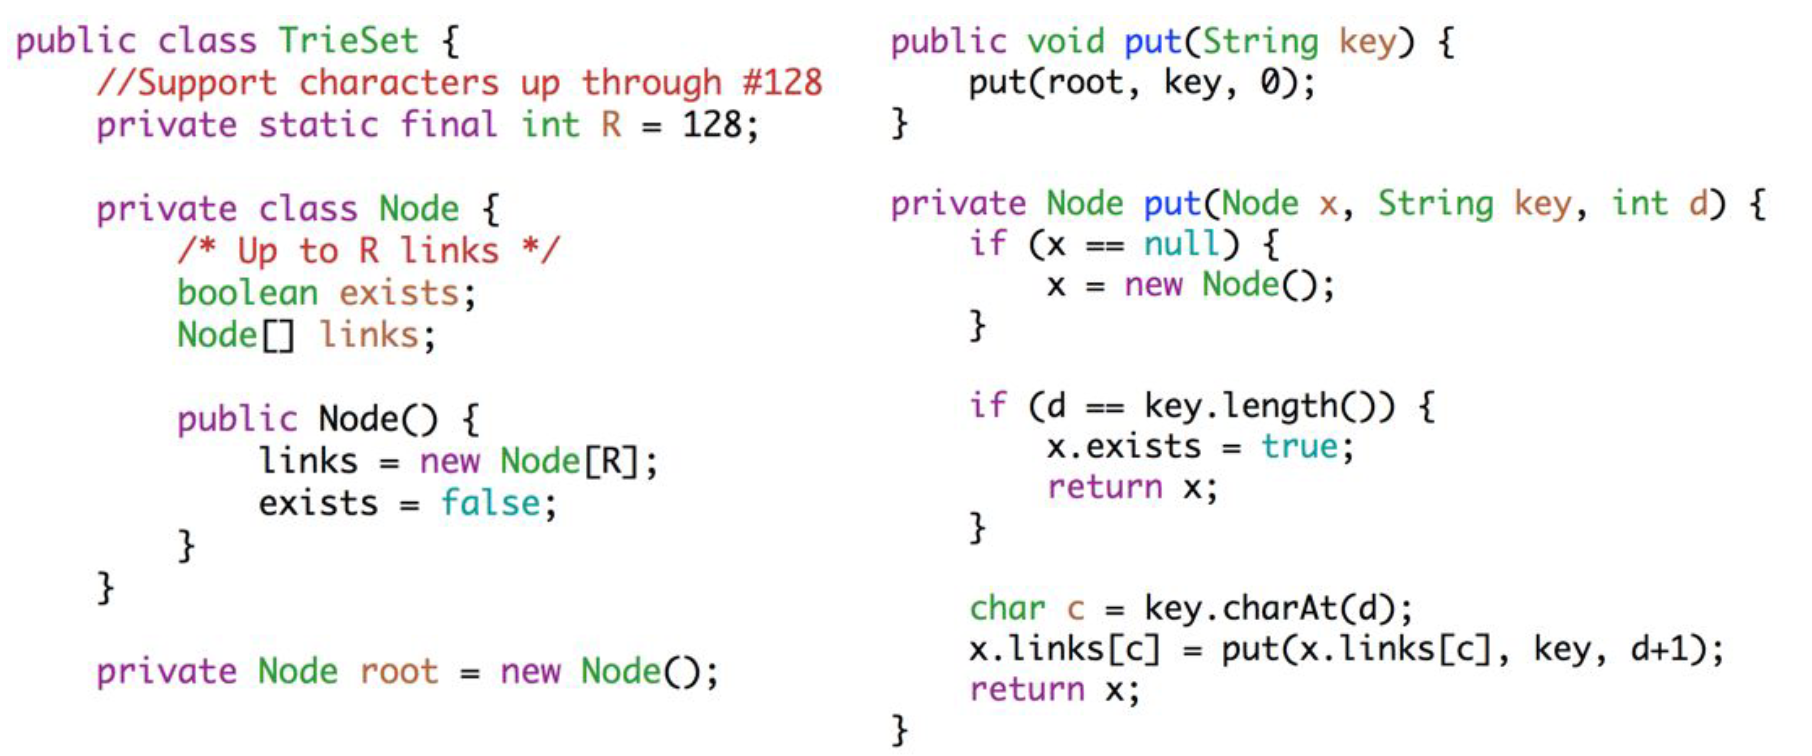 public class TrieSet {
    //Support characters up through #128
    private static final int R = 128;

    private class Node {
        /* Up to R links */
        boolean exists;
        Node[] links;

        public Node() {
            links = new Node[R];
            exists = false;
        }
    }

    private Node root = new Node();

public void put(String key) {
    put(root, key, 0);
}

private Node put(Node x, String key, int d) {
    if (x == null) {
        x = new Node();
    }

    if (d == key.length()) {
        x.exists = true;
        return x;
    }

    char c = key.charAt(d);
    x.links[c] = put(x.links[c], key, d+1);
    return x;
}